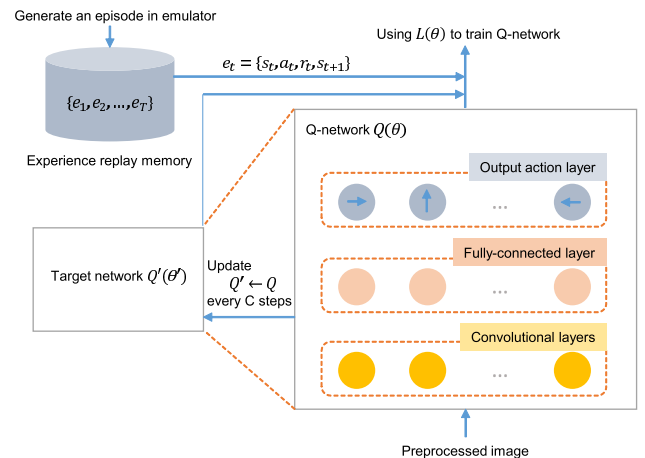 Generate an episode in emulator
Using L(θ) to train Q-network
e_t = {s_t,a_t,r_t,s_{t+1}}
{e_1,e_2,...,e_T}
Experience replay memory
Q-network Q(θ)
Output action layer
...
Fully-connected layer
...
Convolutional layers
...
Target network Q′(θ′)
Update
Q′ ← Q
every C steps
Preprocessed image